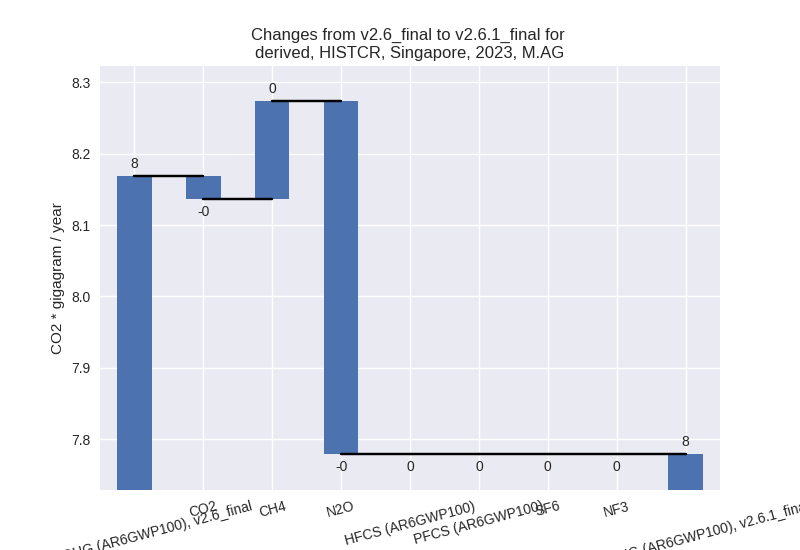 Changes from v2.6_final to v2.6.1_final for
derived, HISTCR, Singapore, 2023, M.AG
8.3
8.2
8.1
8.0
7.9
7.8
CO2 * gigagram / year
8
-0
0
-0
0
0
0
0
8
(AR6GWP100), v2.6_final
CO2
CH4
N2O
HFCS (AR6GWP100)
PFCS (AR6GWP100)
SF6
NF3
(AR6GWP100), v2.6.1_final